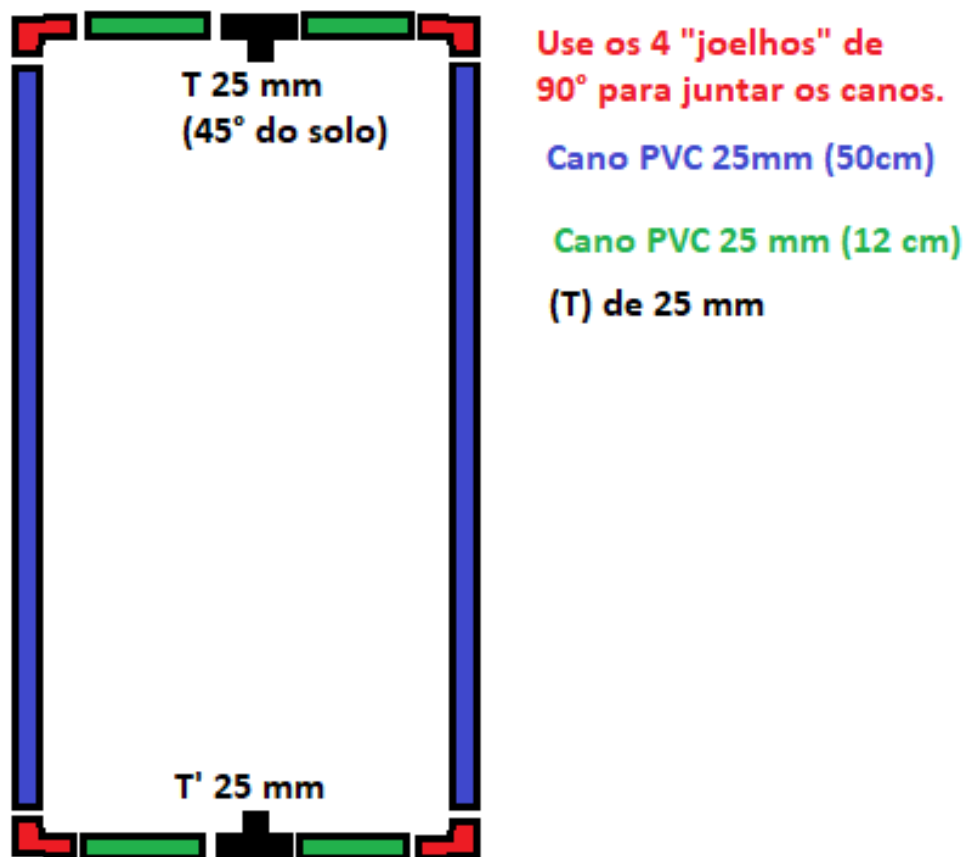 Use os 4 "joelhos" de
90° para juntar os canos.
T 25 mm
(45° do solo)
Cano PVC 25mm (50cm)
Cano PVC 25 mm (12 cm)
(T) de 25 mm
T' 25 mm